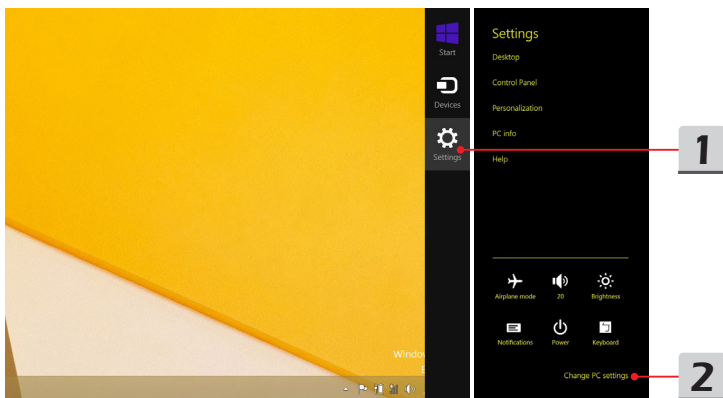 Start
Devices
Settings
Settings
Desktop
Control Panel
Personalization
PC info
Help
Airplane mode
20
Brightness
Notifications
Power
Keyboard
Change PC settings
1
2